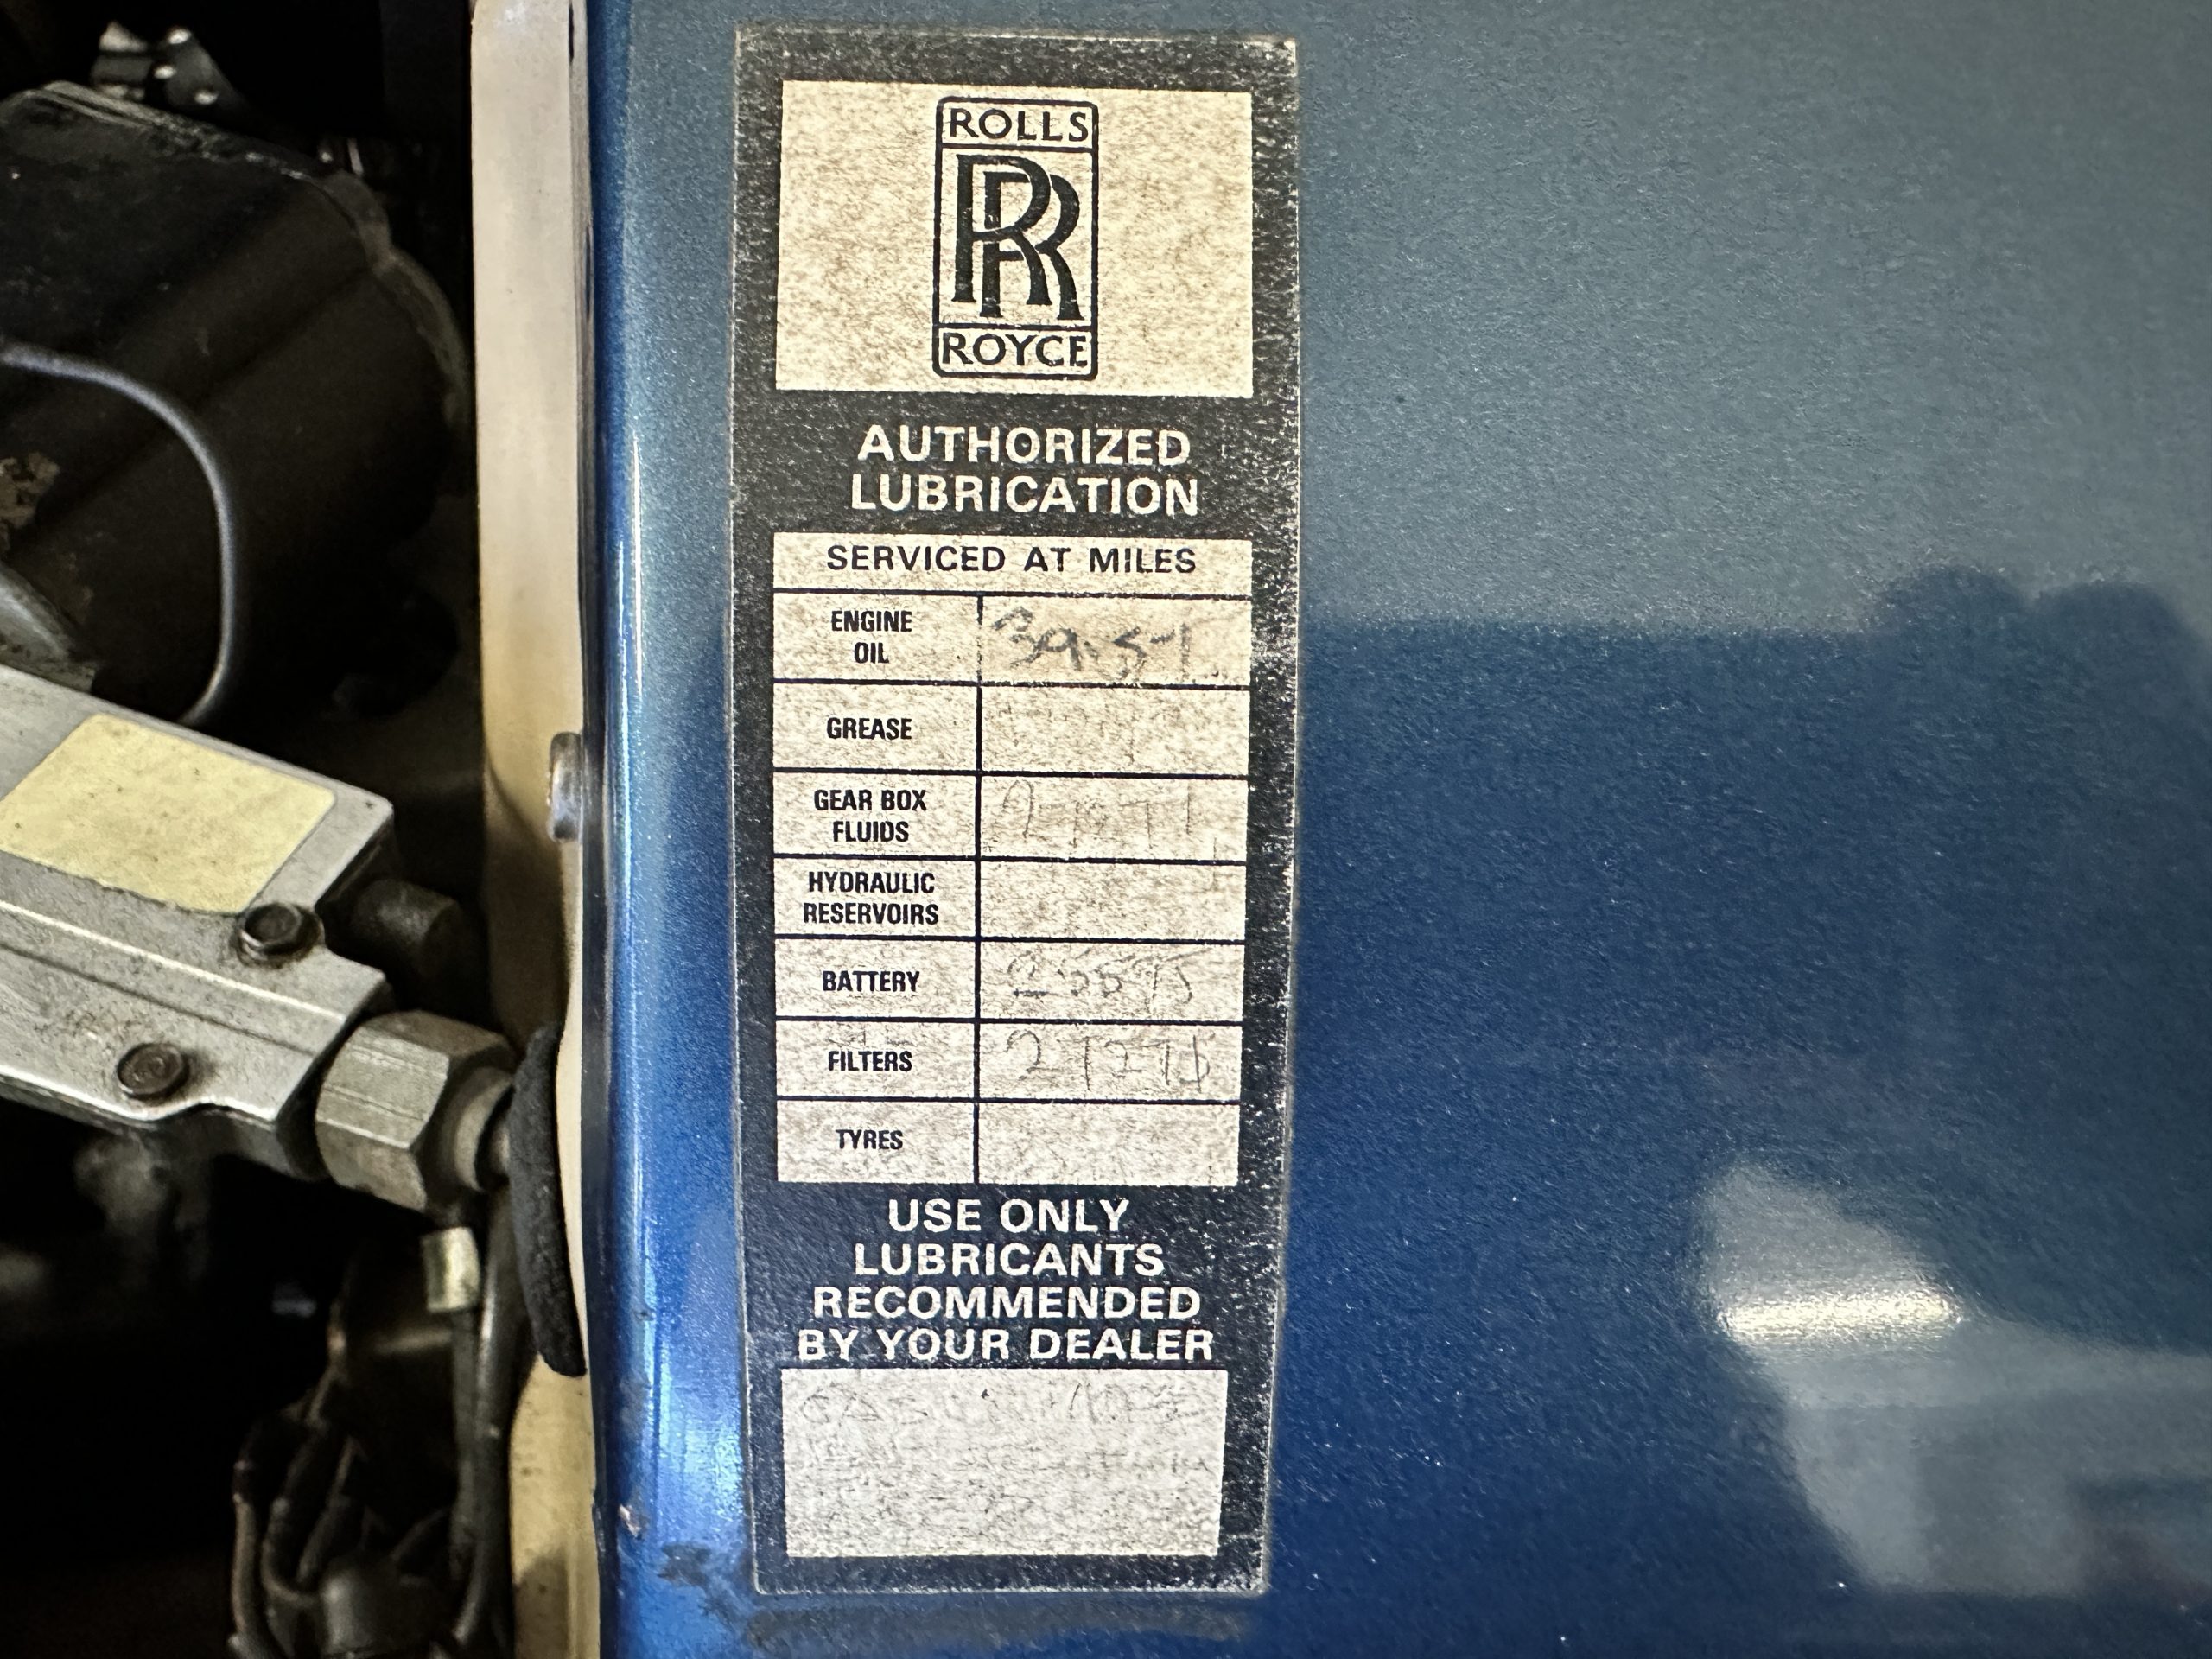 ROLLS
RR
ROYCE
AUTHORIZED
LUBRICATION
SERVICED AT MILES
ENGINE
OIL
GREASE
GEAR BOX
FLUIDS
HYDRAULIC
RESERVOIRS
BATTERY
FILTERS
TYRES
USE ONLY
LUBRICANTS
RECOMMENDED
BY YOUR DEALER